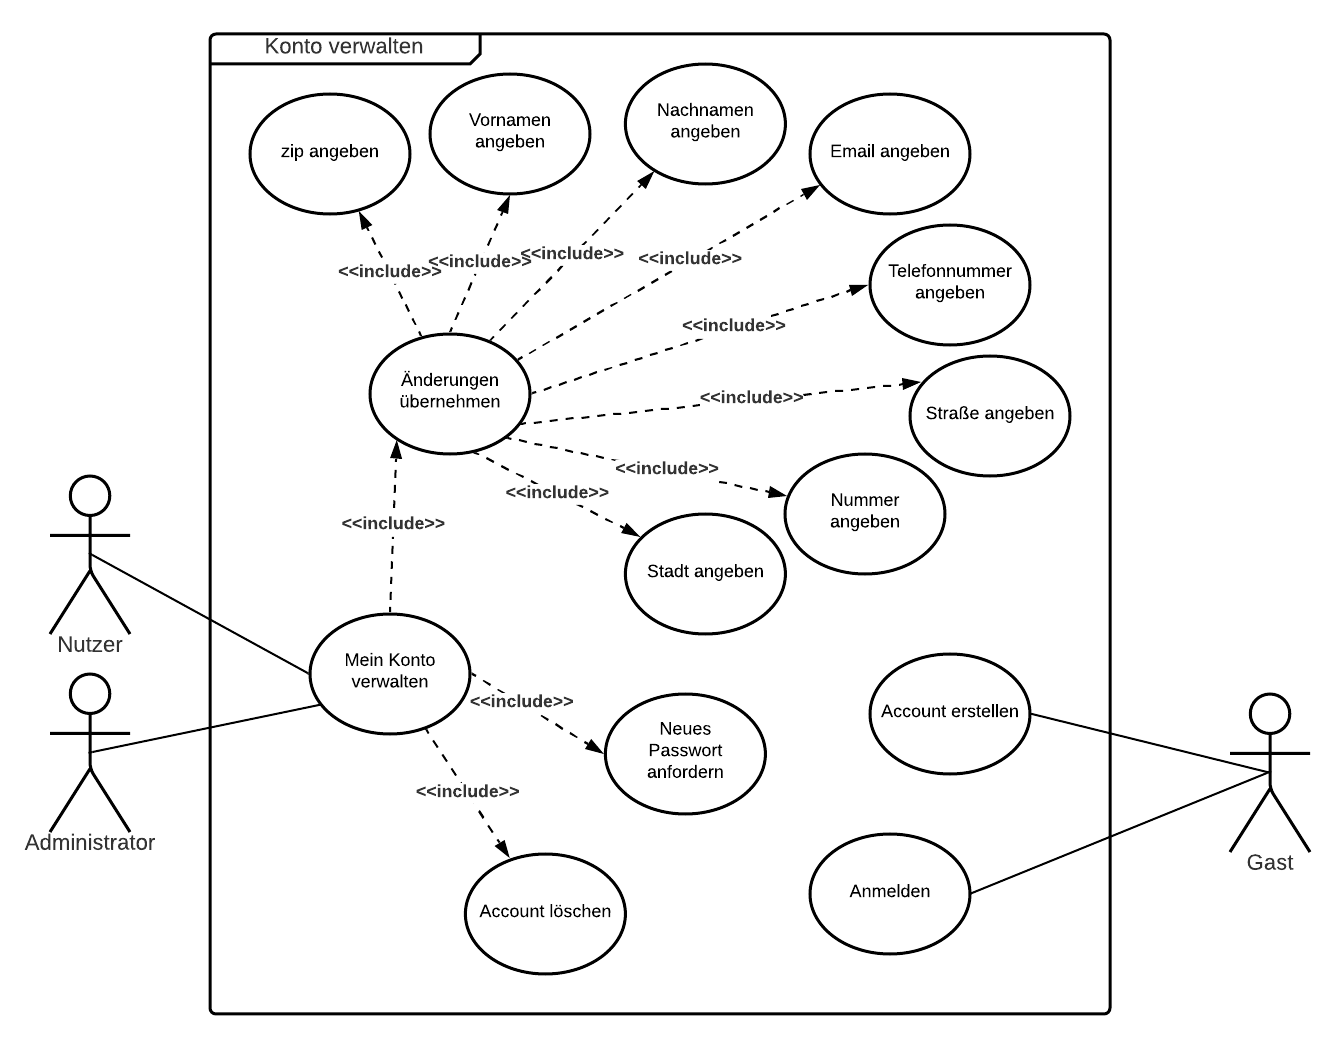 Konto verwalten
zip angeben
Vornamen
angeben
Nachnamen
angeben
Email angeben
<<include>>
<<include>>
<<include>>
<<include>>
Telefonnummer
angeben
<<include>>
Änderungen
übernehmen
<<include>>
Straße angeben
<<include>>
<<include>>
Nummer
angeben
<<include>>
Stadt angeben
Nutzer
Mein Konto
verwalten
<<include>>
Neues
Passwort
anfordern
Account erstellen
<<include>>
Administrator
Account löschen
Anmelden
Gast